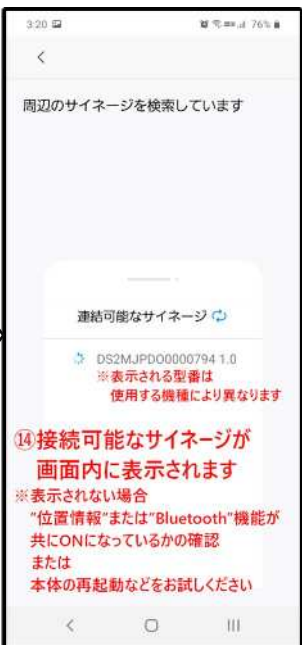 3:20
76%
周辺のサイネージを検索しています
連結可能なサイネージ
DS2MJPDO0000794 1.0
※表示される型番は
使用する機種により異なります
⑭接続可能なサイネージが
画面内に表示されます
※表示されない場合
"位置情報"または"Bluetooth"機能が
共にONになっているかの確認
または
本体の再起動などをお試しください